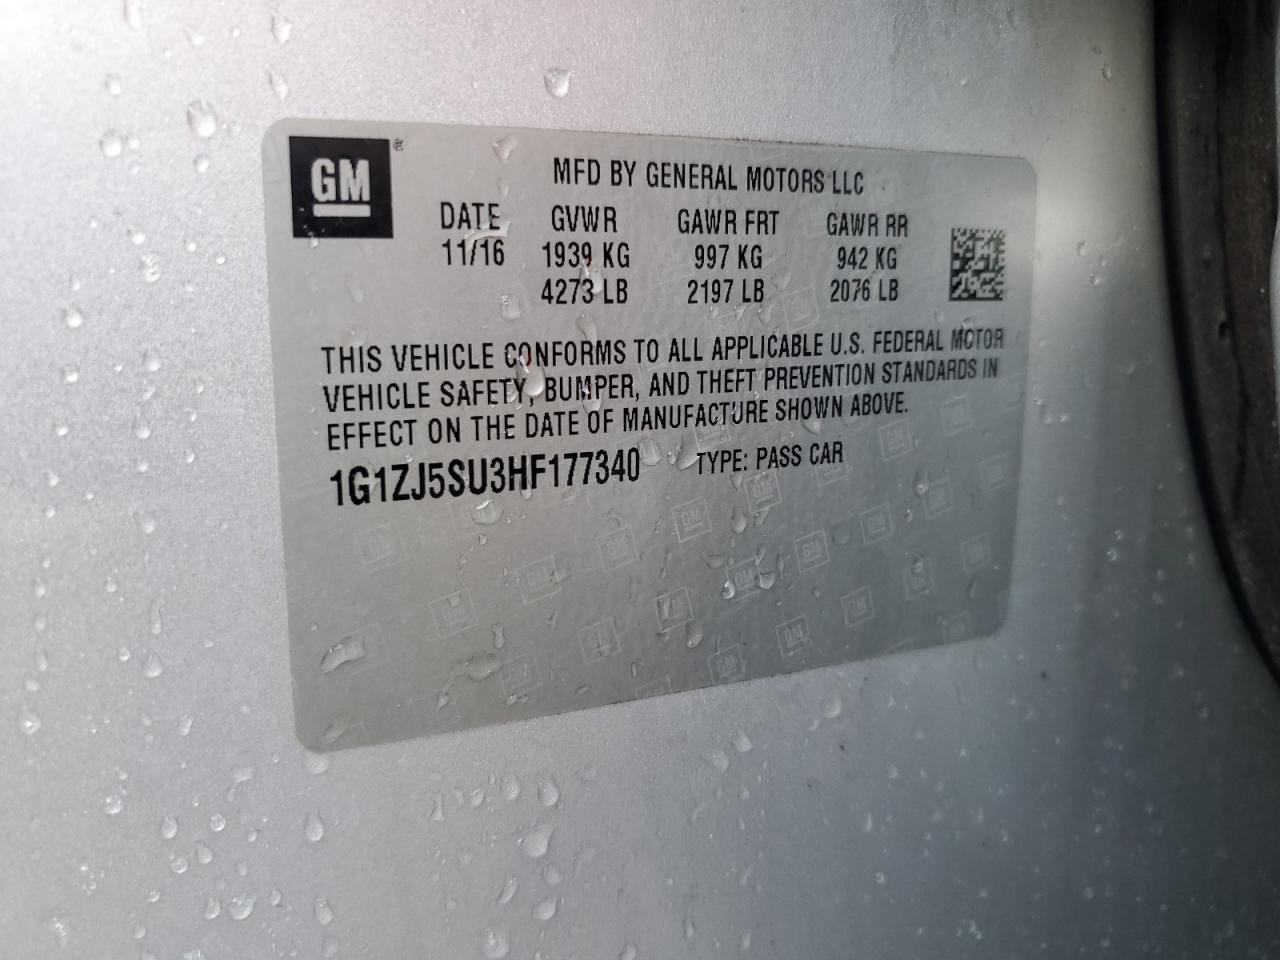 GM®
MFD BY GENERAL MOTORS LLC
DATE GVWR GAWR FRT GAWR RR
11/16 1939 KG 997 KG 942 KG
4273 LB 2197 LB 2076 LB
THIS VEHICLE CONFORMS TO ALL APPLICABLE U.S. FEDERAL MOTOR
VEHICLE SAFETY, BUMPER, AND THEFT PREVENTION STANDARDS IN
EFFECT ON THE DATE OF MANUFACTURE SHOWN ABOVE.
1G1ZJ5SU3HF177340 TYPE: PASS CAR